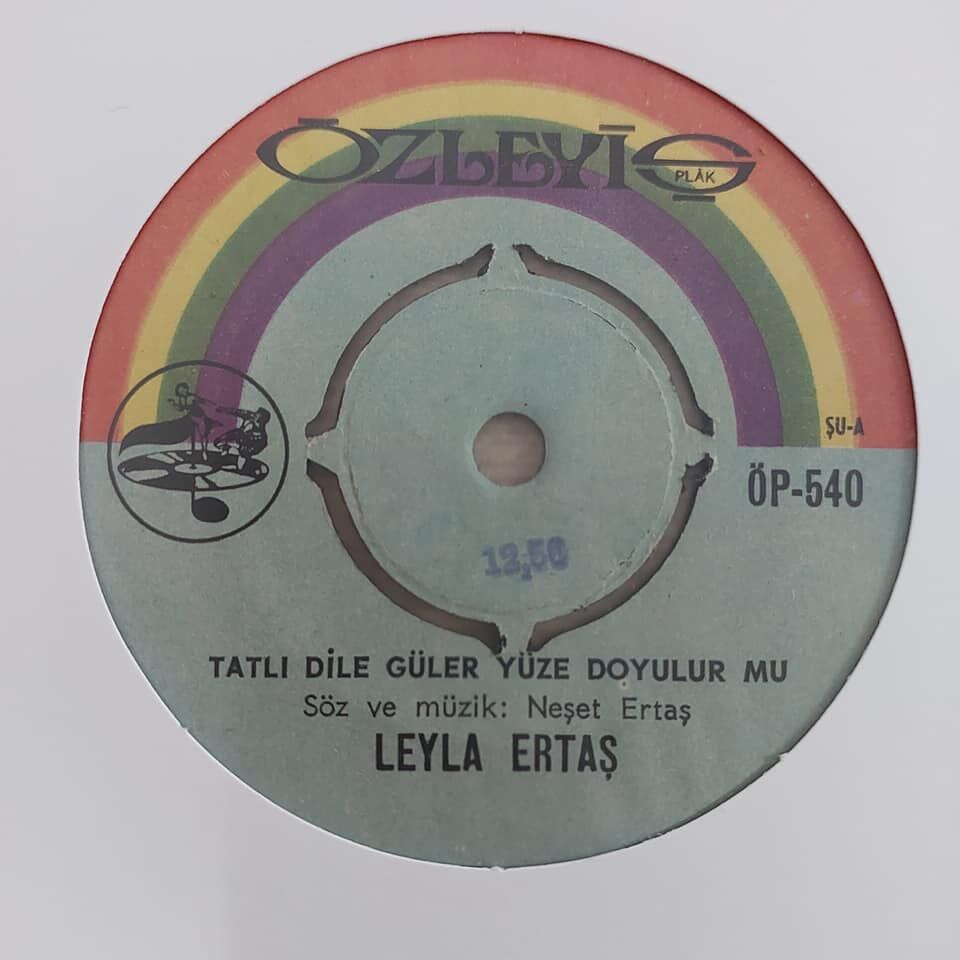 ÖZLEYİŞ
PLÂK
ŞU-A
ÖP-540
12,50
TATLI DİLE GÜLER YÜZE DOYULUR MU
Söz ve müzik: Neşet Ertaş
LEYLA ERTAŞ